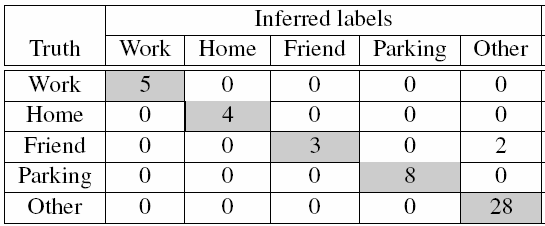 Inferred labels
Truth Work Home Friend Parking Other
Work 5 0 0 0 0
Home 0 4 0 0 0
Friend 0 0 3 0 2
Parking 0 0 0 8 0
Other 0 0 0 0 28